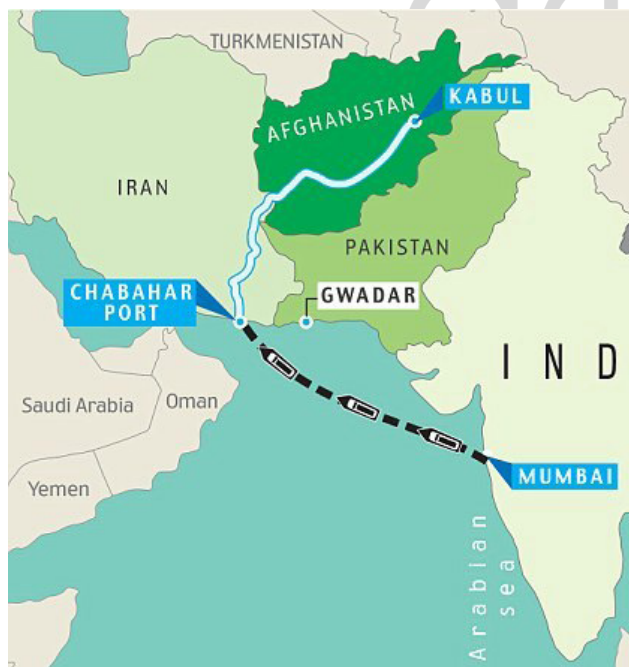 TURKMENISTAN
KABUL
AFGHANISTAN
IRAN
PAKISTAN
CHABAHAR
PORT
GWADAR
IND
Saudi Arabia
Oman
Yemen
MUMBAI
Arabian
sea